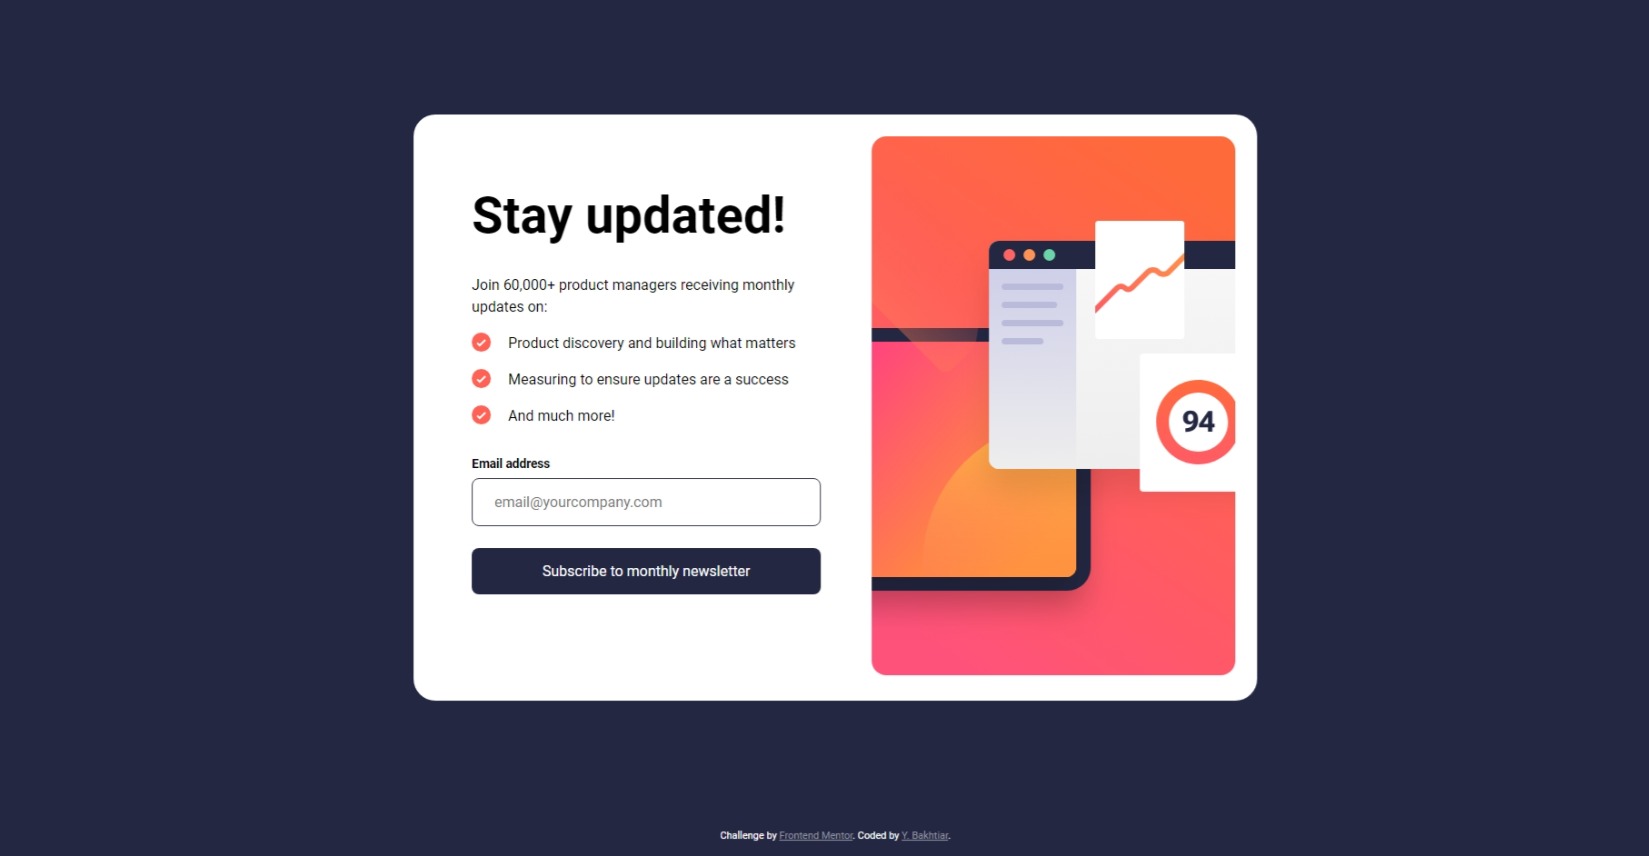 Stay updated!
Join 60,000+ product managers receiving monthly
updates on:
Product discovery and building what matters
Measuring to ensure updates are a success
And much more!
Email address
email@yourcompany.com
Subscribe to monthly newsletter
94
Challenge by Frontend Mentor. Coded by Y. Bakhtiar.